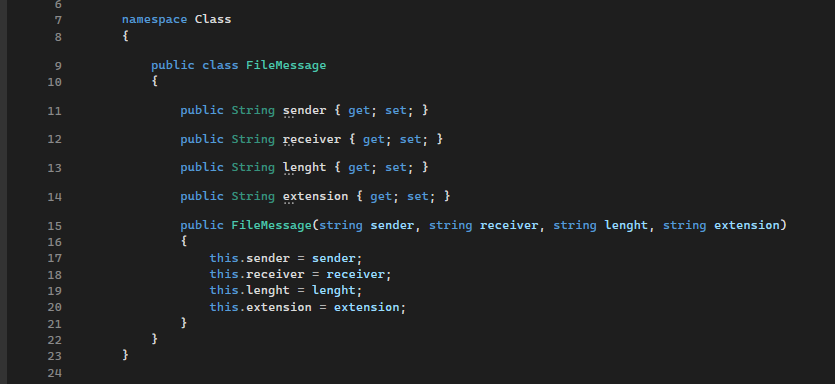 6
7 namespace Class
8 {
9 public class FileMessage
10 {
11 public String sender { get; set; }
12 public String receiver { get; set; }
13 public String lenght { get; set; }
14 public String extension { get; set; }
15 public FileMessage(string sender, string receiver, string lenght, string extension)
16 {
17 this.sender = sender;
18 this.receiver = receiver;
19 this.lenght = lenght;
20 this.extension = extension;
21 }
22 }
23 }
24